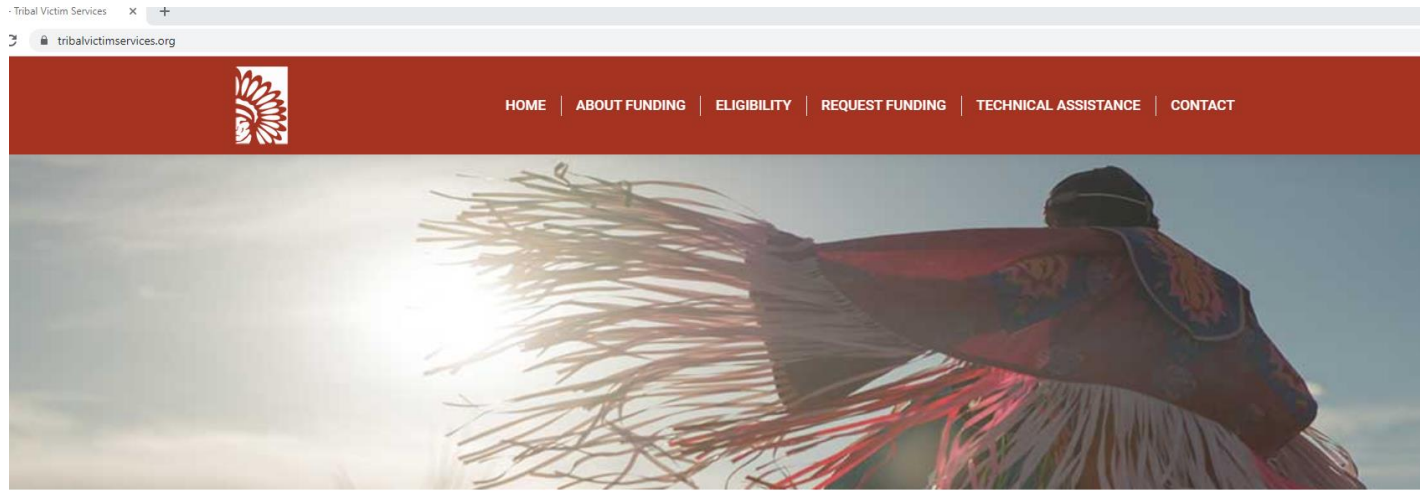 - Tribal Victim Services
tribalvictimservices.org
HOME ABOUT FUNDING ELIGIBILITY REQUEST FUNDING TECHNICAL ASSISTANCE CONTACT